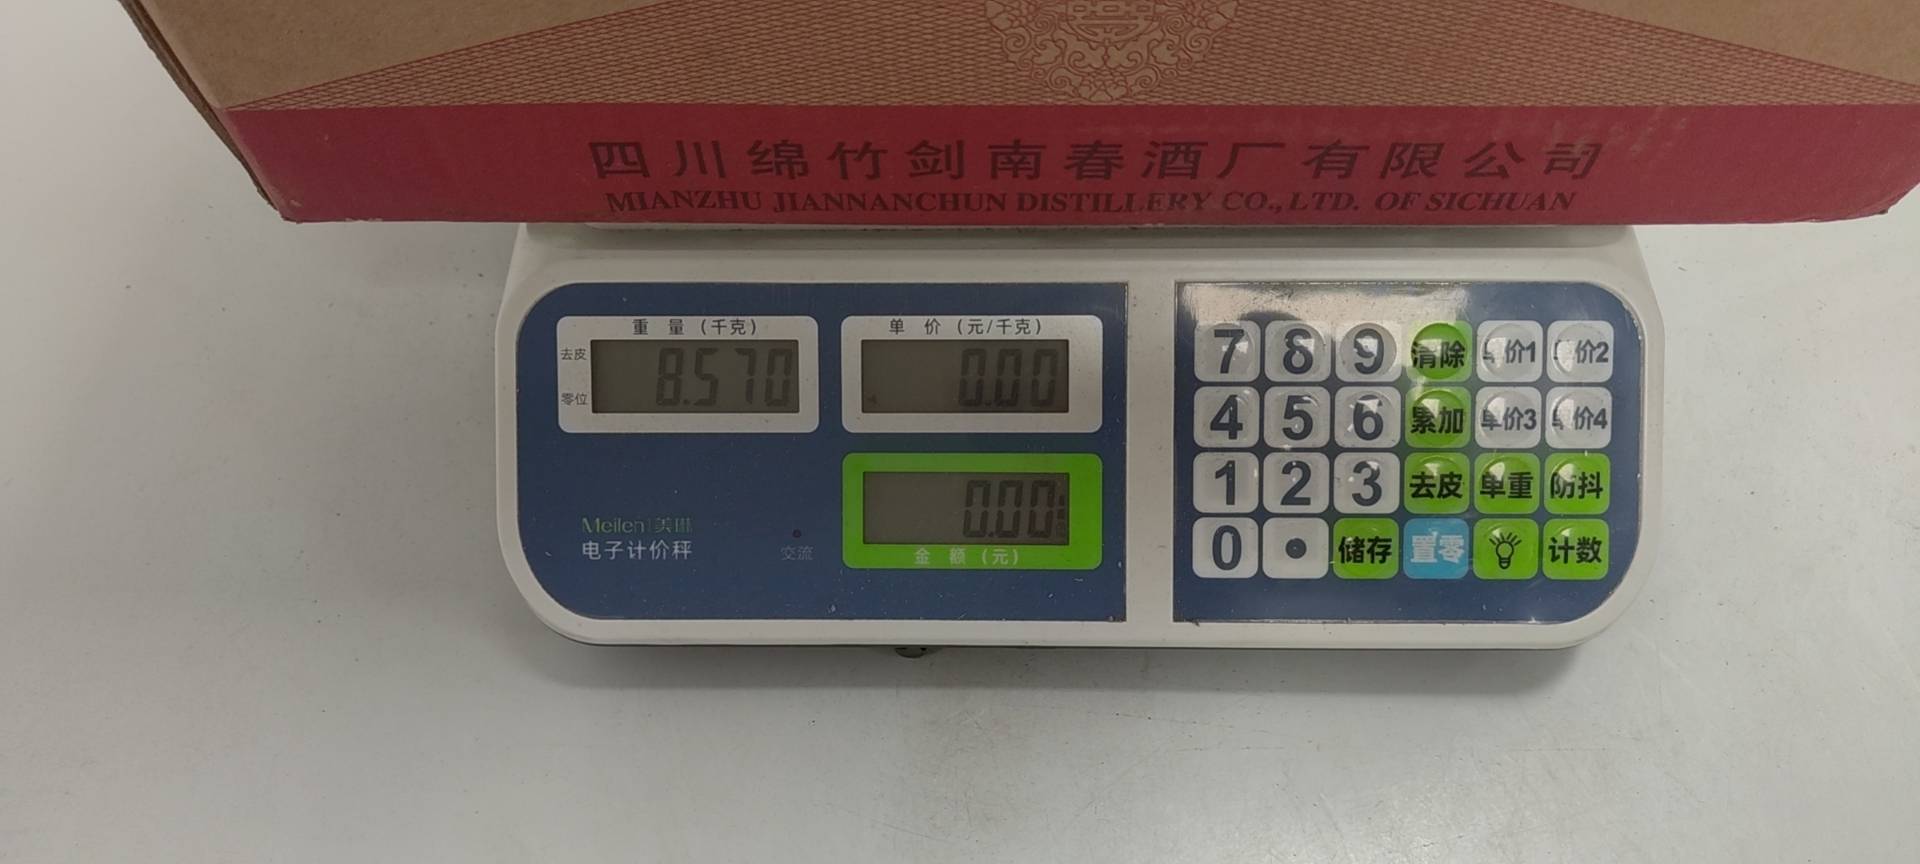 四川绵竹剑南春酒厂有限公司
MIANZHU JIANNANCHUN DISTILLERY CO., LTD. OF SICHUAN
重量(千克)
去皮
8.570
零位
单价(元/千克)
0.00
0.00
金额(元)
Meilen 美琳
电子计价秤
交流
7 8 9 清除 单价1 单价2
4 5 6 累加 单价3 单价4
1 2 3 去皮 单重 防抖
0 • 储存 置零 计数